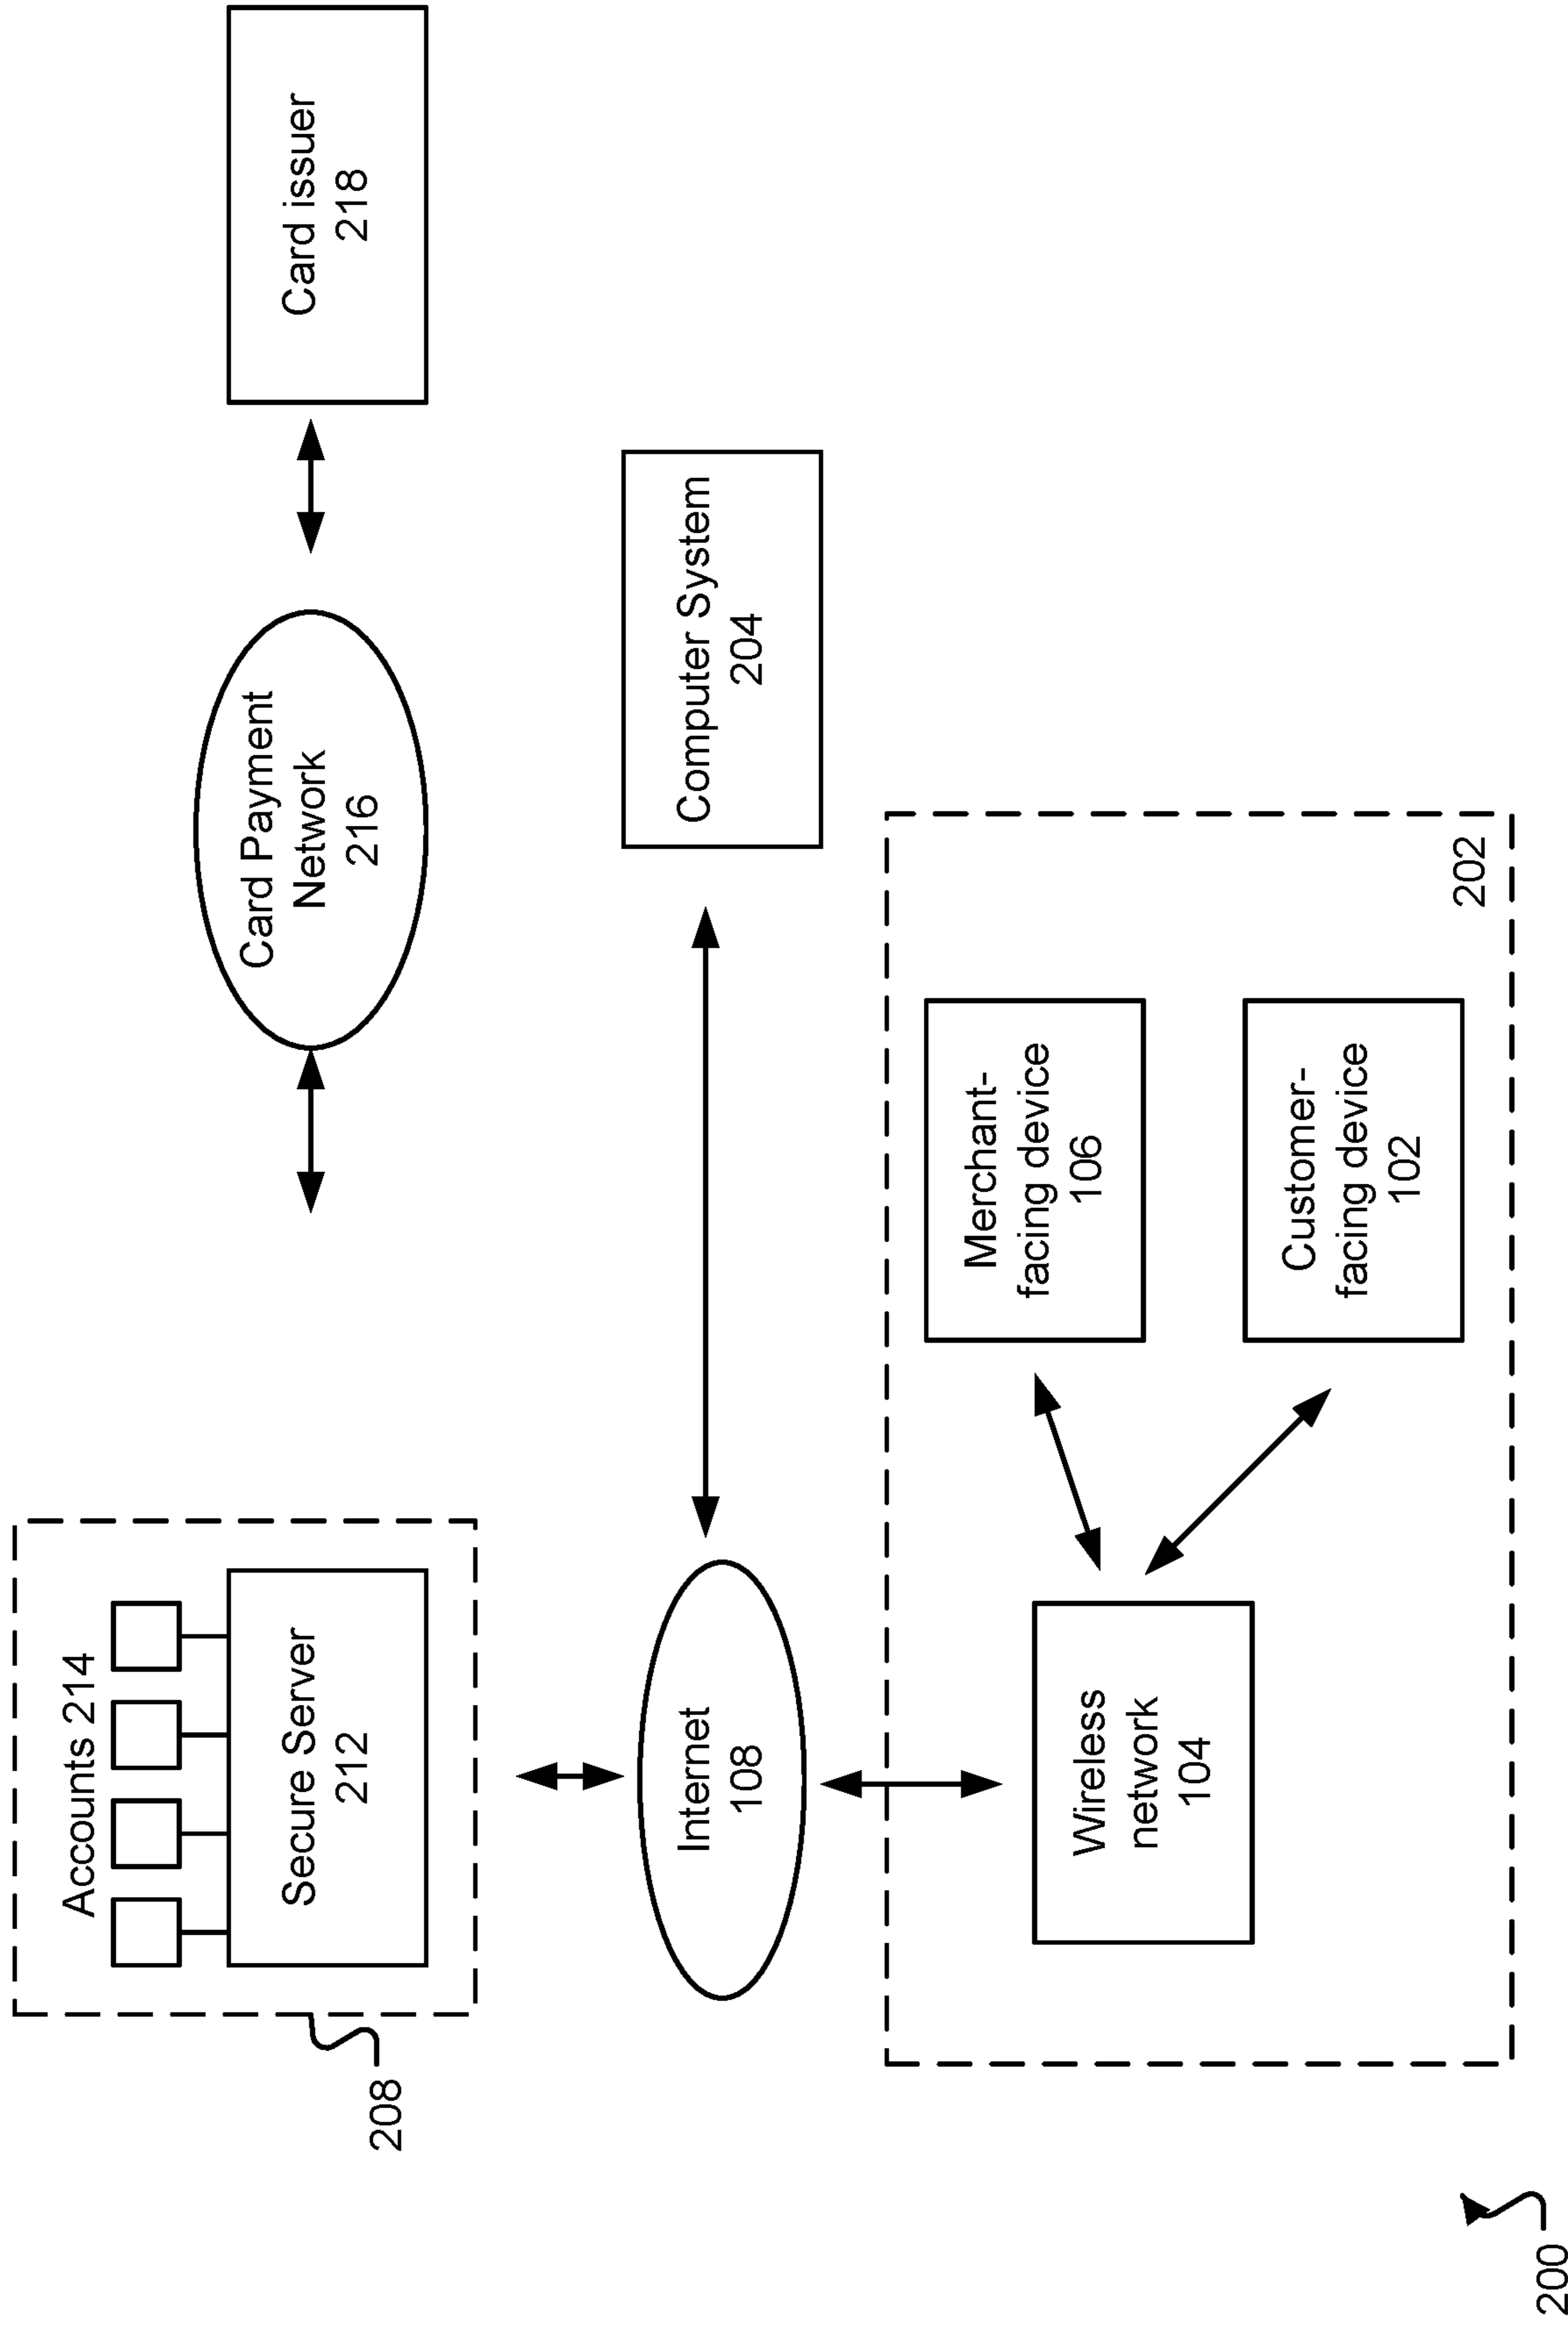 Accounts 214
Secure Server
212
208
Card Payment
Network
216
Card issuer
218
Internet
108
Computer System
204
Wireless
network
104
Merchant-
facing device
106
Customer-
facing device
102
202
200